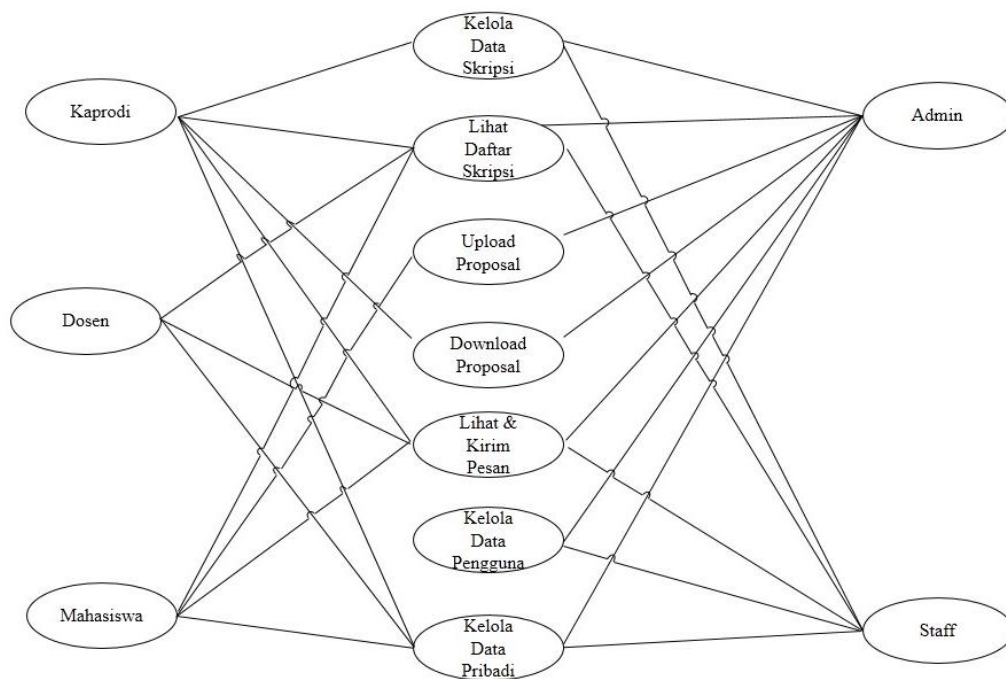 Kelola
Data
Skripsi
Kaprodi
Admin
Lihat
Daftar
Skripsi
Upload
Proposal
Dosen
Download
Proposal
Lihat &
Kirim
Pesan
Kelola
Data
Pengguna
Mahasiswa
Staff
Kelola
Data
Pribadi